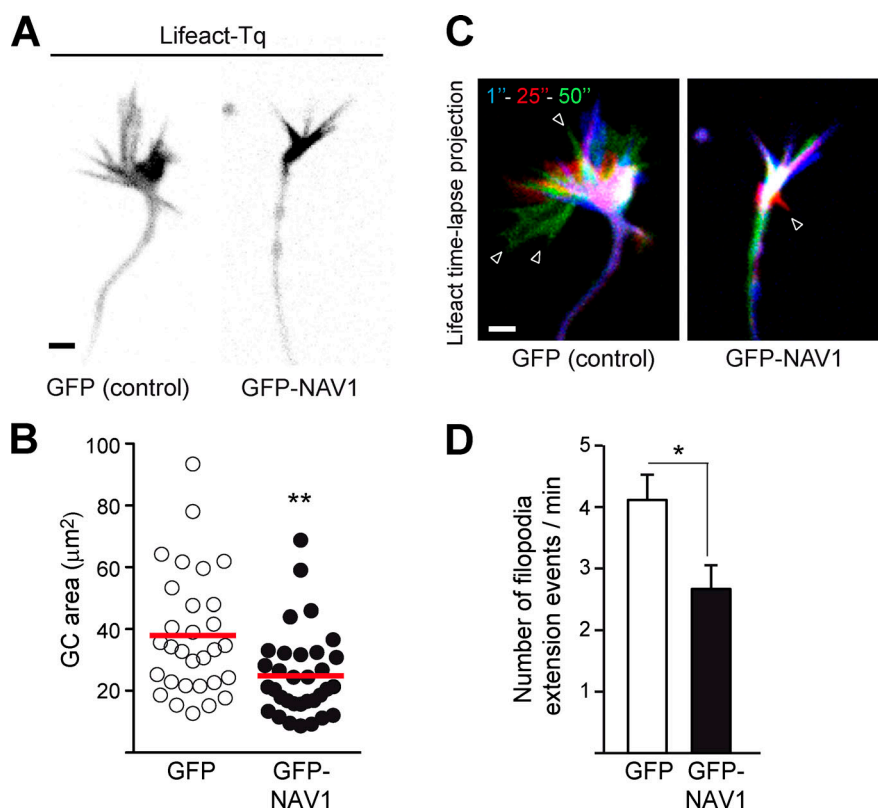 A
Lifeact-Tq
GFP (control)
GFP-NAV1
B
GC area (μm2)
100
80
60
40
20
**
GFP
GFP-
NAV1
C
Lifeact time-lapse projection
1”- 25”- 50”
GFP (control)
GFP-NAV1
D
Number of filopodia
extension events / min
5
4
3
2
1
*
GFP
GFP-
NAV1